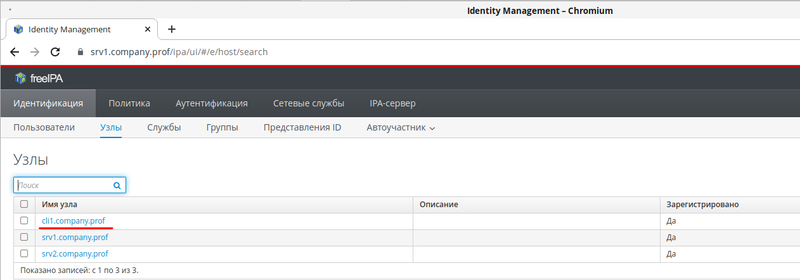 Identity Management – Chromium
Identity Management
srv1.company.prof/ipa/ui/#/e/host/search
freeIPA
Идентификация Политика Аутентификация Сетевые службы IPA-сервер
Пользователи Узлы Службы Группы Представления ID Автоучастник
Узлы
Поиск
Имя узла Описание Зарегистрировано
cli1.company.prof Да
srv1.company.prof Да
srv2.company.prof Да
Показано записей: с 1 по 3 из 3.